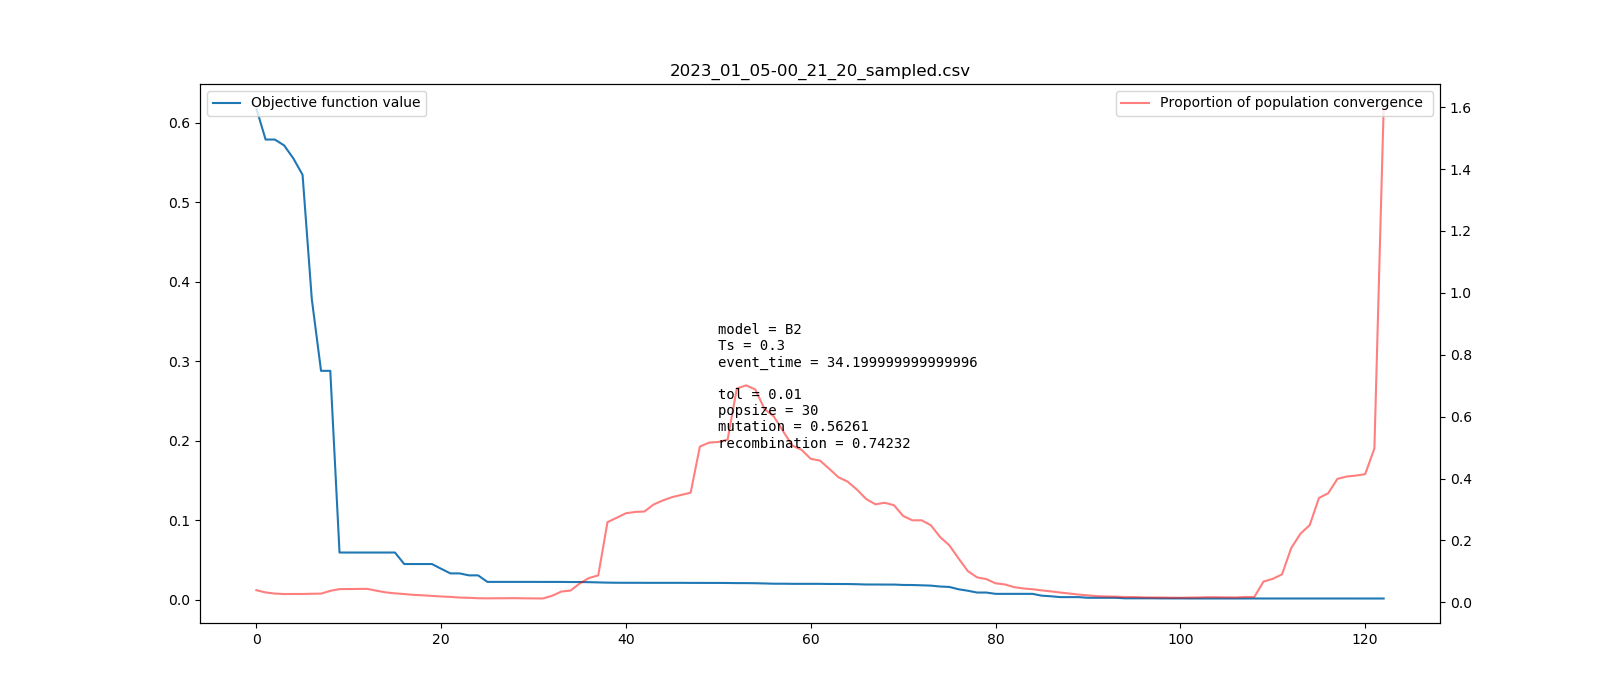 2023_01_05-00_21_20_sampled.csv
Objective function value
Proportion of population convergence
0.6
0.5
0.4
0.3
0.2
0.1
0.0
1.6
1.4
1.2
1.0
0.8
0.6
0.4
0.2
0.0
model = B2
Ts = 0.3
event_time = 34.199999999999996
tol = 0.01
popsize = 30
mutation = 0.56261
recombination = 0.74232
0
20
40
60
80
100
120